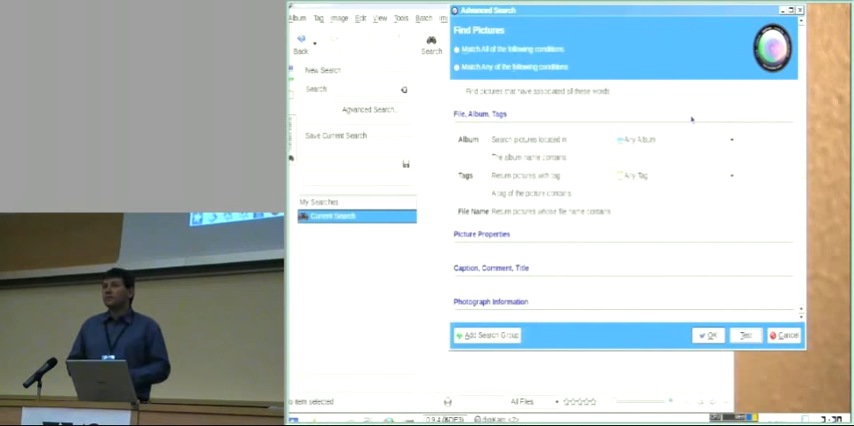 Album Tag Image Edit View Tools Batch
Advanced Search
Find Pictures
Match All of the following conditions
Match Any of the following conditions
Back
Search
New Search
Search
Advanced Search...
Save Current Search
My Searches
Current Search
Find pictures that have associated all these words
File, Album, Tags
Album Search pictures located in Any Album
The album name contains
Tags Return pictures with tag Any Tag
A tag of the picture contains
File Name Return pictures whose file name contains
Picture Properties
Caption, Comment, Title
Photograph Information
Add Search Group OK Test Cancel
item selected All Files